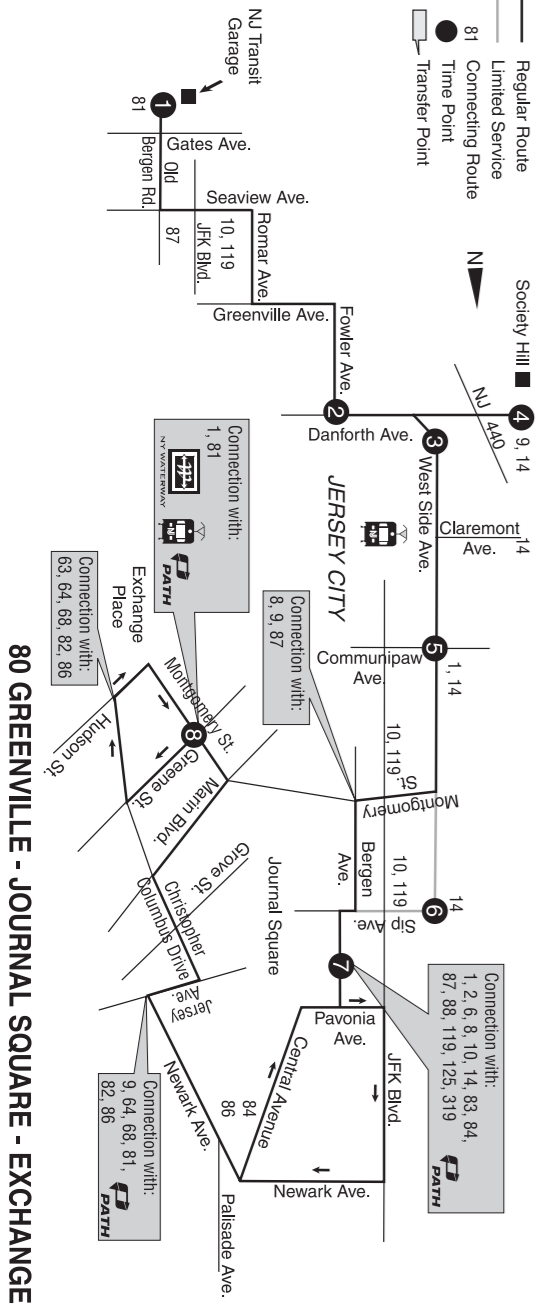 Regular Route
Limited Service
81 Connecting Route
Time Point
Transfer Point
N
NJ Transit
Garage
1
81
Gates Ave.
Old
Bergen Rd.
87
Seaview Ave.
10, 119
JFK Blvd.
Romar Ave.
Greenville Ave.
Fowler Ave.
2
Danforth Ave.
Society Hill
4
9, 14
NJ
440
3
West Side Ave.
JERSEY CITY
Claremont
Ave.
14
5
1, 14
Communipaw
Ave.
10, 119
Montgomery
St.
Connection with:
8, 9, 87
Bergen
Ave.
10, 119
Sip Ave.
14
6
Journal Square
7
Connection with:
1, 2, 6, 8, 10, 14, 83, 84,
87, 88, 119, 125, 319
PATH
Pavonia
Ave.
JFK Blvd.
Newark Ave.
Central Avenue
84
86
Palisade Ave.
Newark Ave.
Connection with:
9, 64, 68, 81,
82, 86
PATH
Jersey
Ave.
Christopher
Columbus Drive
Grove St.
Marin Blvd.
Montgomery St.
8
Greene St.
Hudson St.
Exchange
Place
Connection with:
1, 81
NY WATERWAY
PATH
Connection with:
63, 64, 68, 82, 86
80 GREENVILLE - JOURNAL SQUARE - EXCHANGE